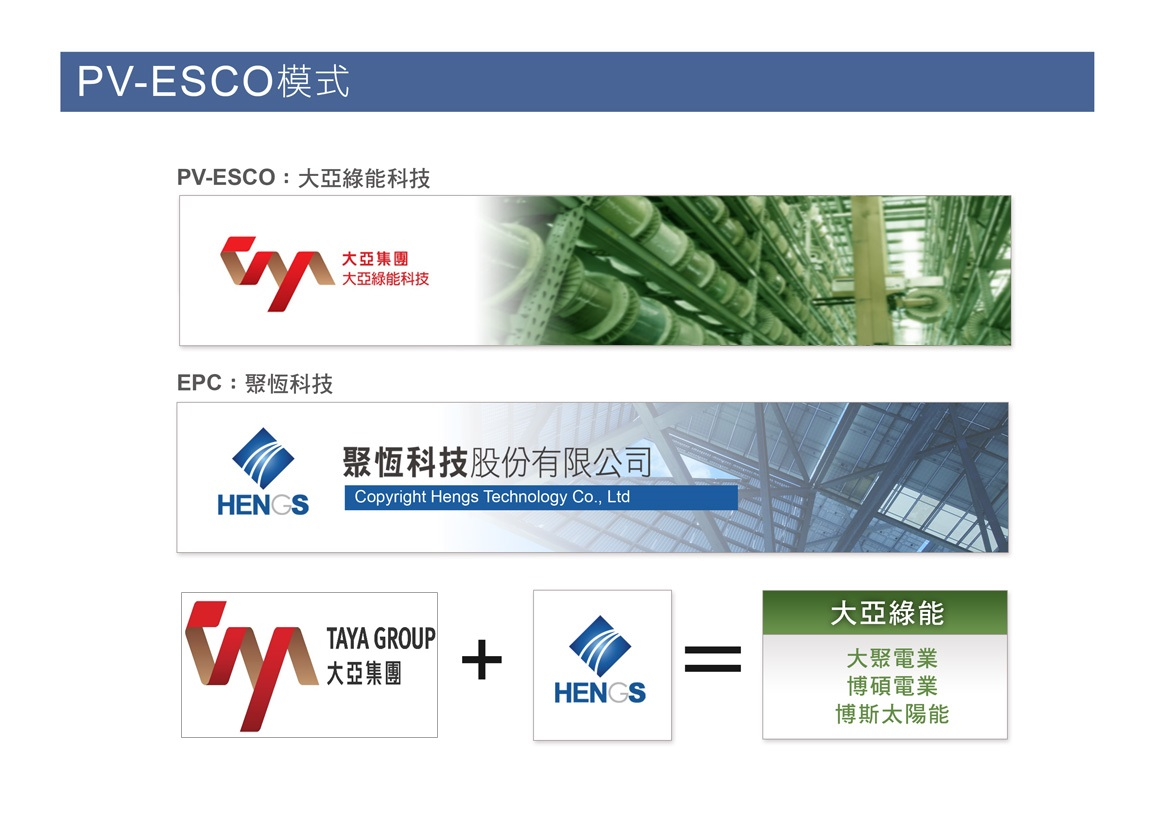 PV-ESCO模式
PV-ESCO：大亞綠能科技
大亞集團
大亞綠能科技
EPC：聚恆科技
HENGS
聚恆科技股份有限公司
Copyright Hengs Technology Co., Ltd
TAYA GROUP
大亞集團
+
HENGS
=
大亞綠能
大聚電業
博碩電業
博斯太陽能